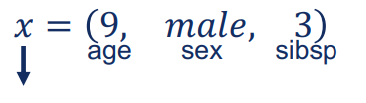 x = (9, male, 3)
age sex sibsp